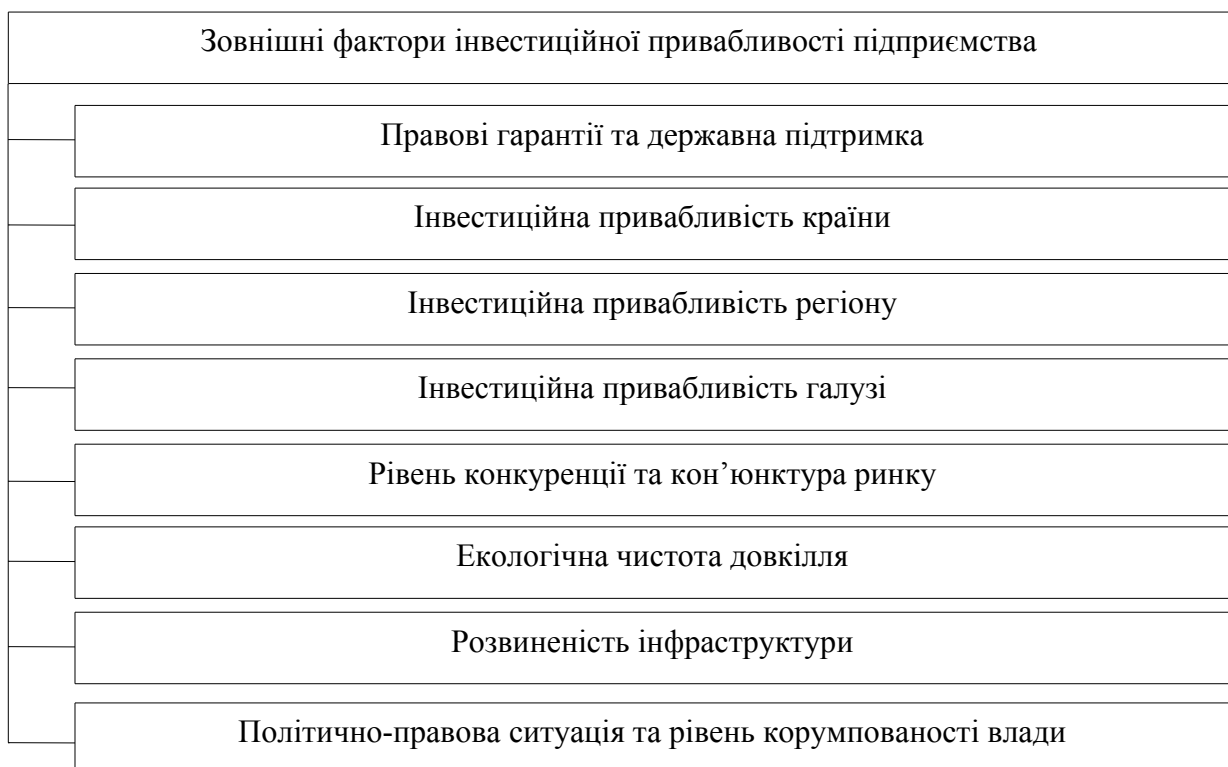 Зовнішні фактори інвестиційної привабливості підприємства
Правові гарантії та державна підтримка
Інвестиційна привабливість країни
Інвестиційна привабливість регіону
Інвестиційна привабливість галузі
Рівень конкуренції та кон’юнктура ринку
Екологічна чистота довкілля
Розвиненість інфраструктури
Політично-правова ситуація та рівень корумпованості влади